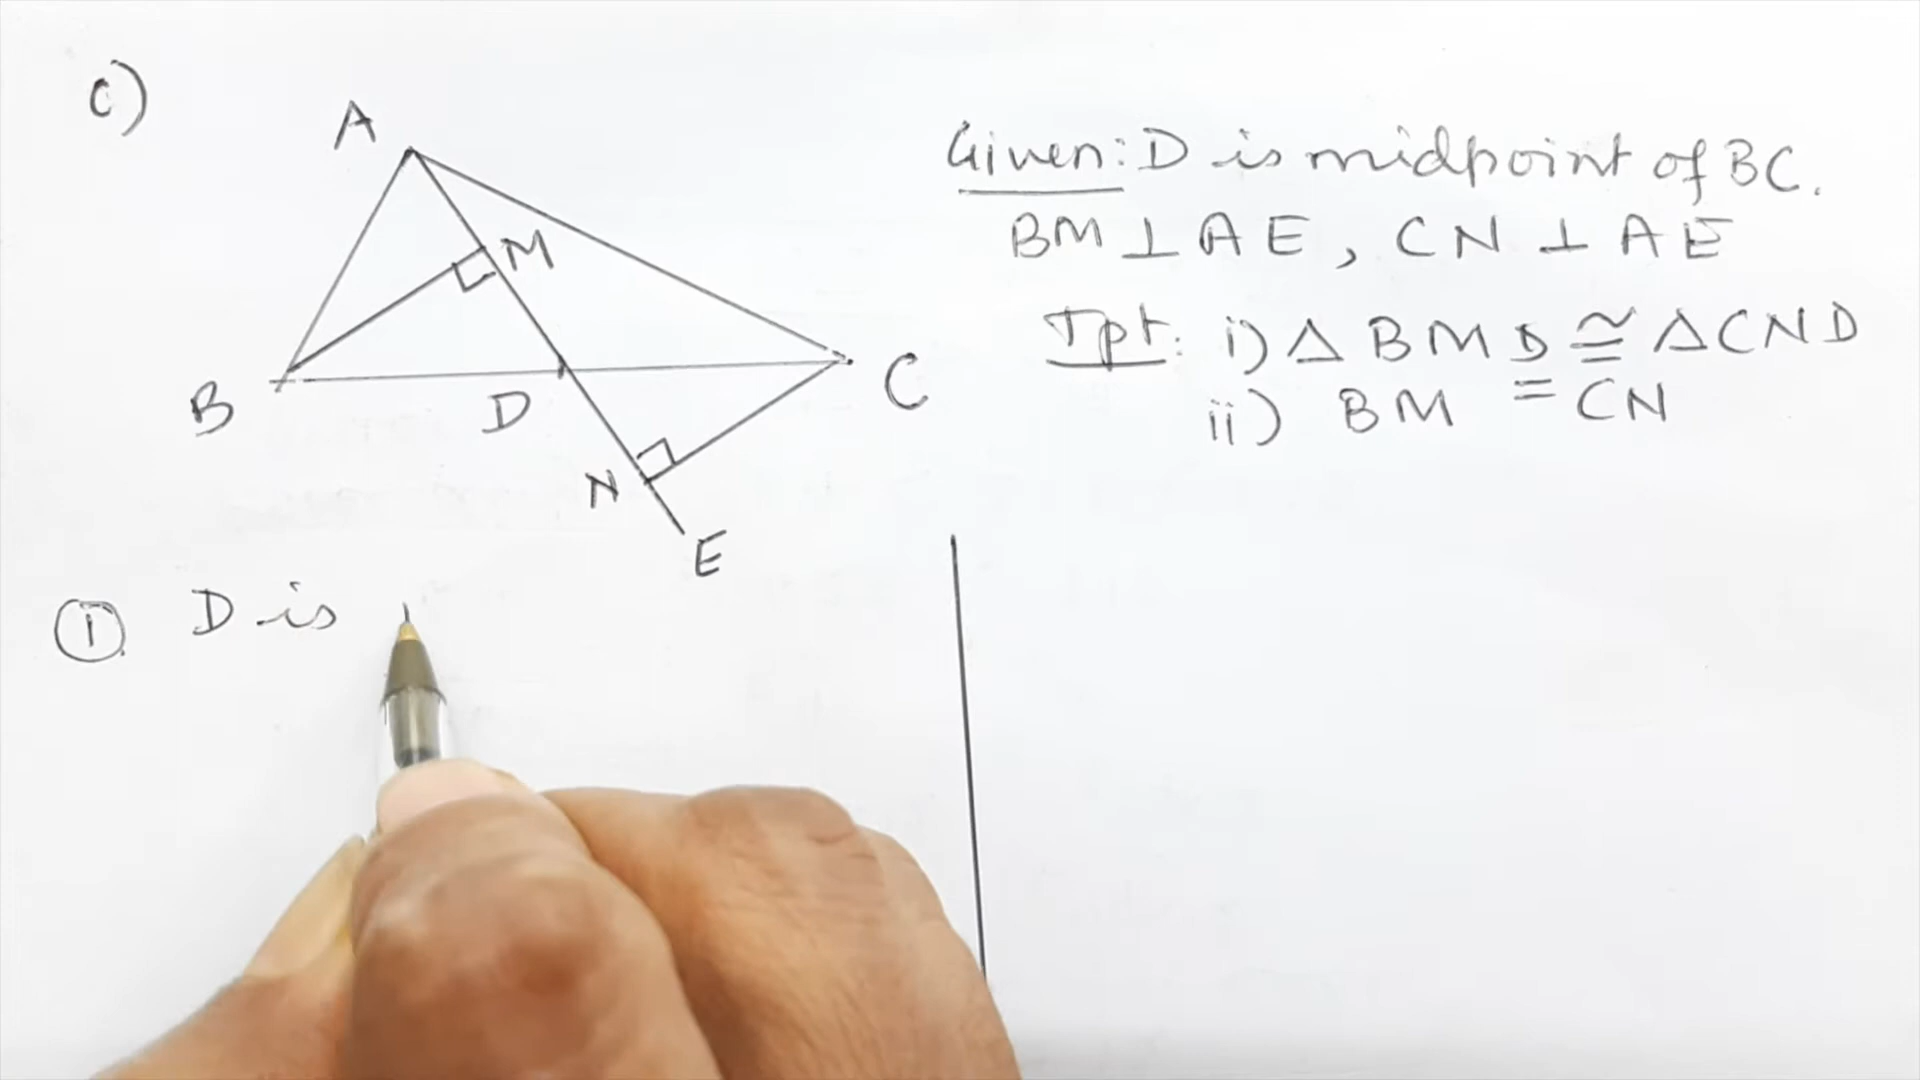 c)
A
M
B
D
C
N
E
Given: D is midpoint of BC.
BM ⊥ AE, CN ⊥ AE
Tpt: i) △ BMD ≅ △CND
ii) BM = CN
① D is